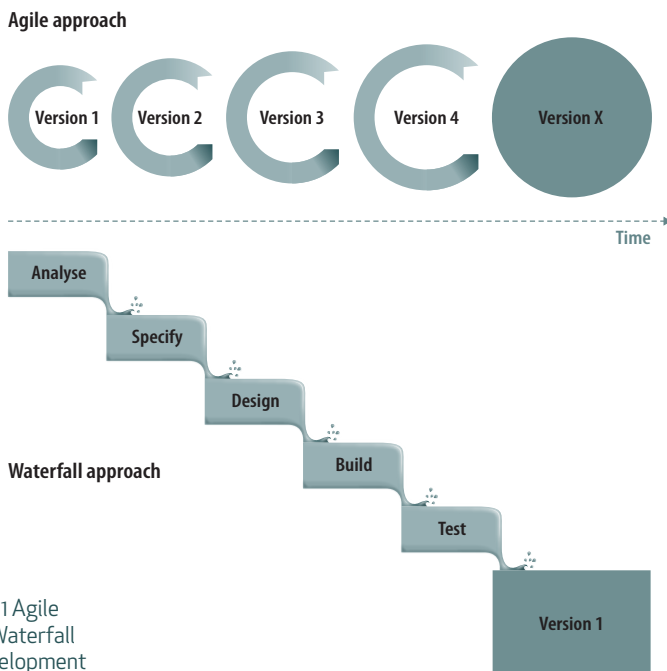 Agile approach
Version 1
Version 2
Version 3
Version 4
Version X
Time
Analyse
Specify
Design
Build
Waterfall approach
Test
1 Agile
Waterfall
Version 1